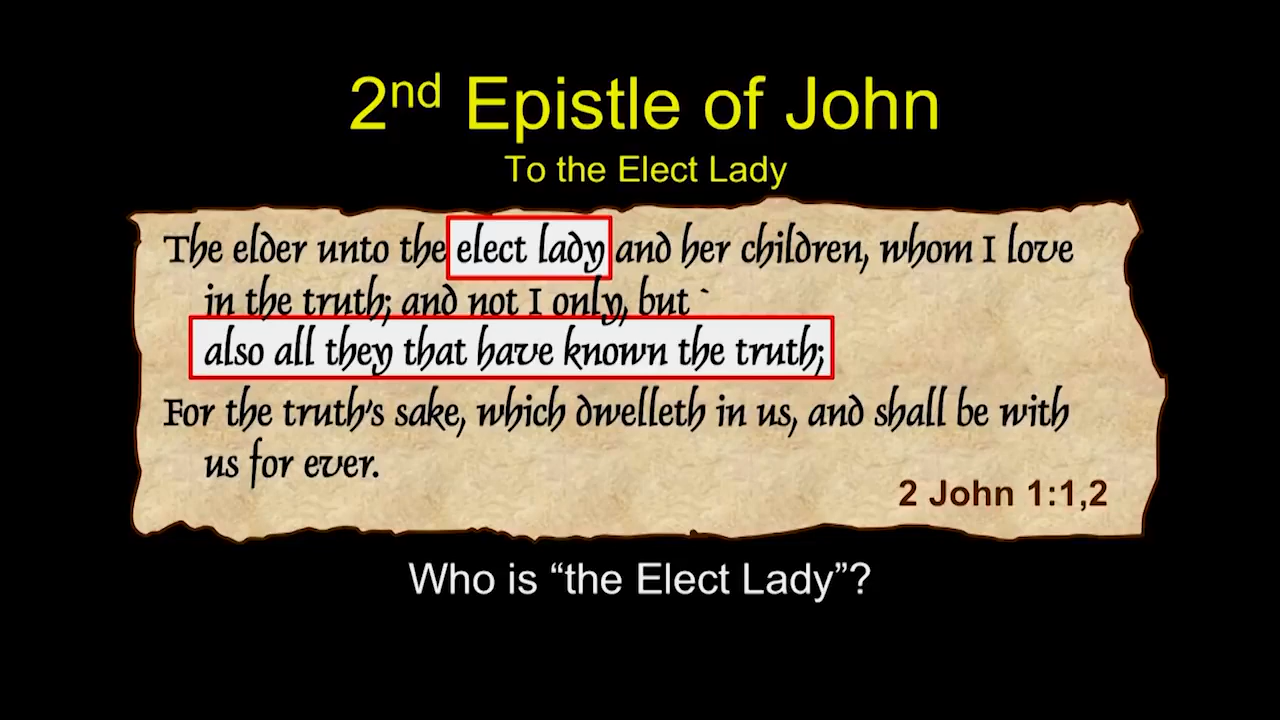 2nd Epistle of John
To the Elect Lady
The elder unto the elect lady and her children, whom I love
in the truth; and not I only, but
also all they that have known the truth;
For the truth's sake, which dwelleth in us, and shall be with
us for ever.
2 John 1:1,2
Who is “the Elect Lady”?